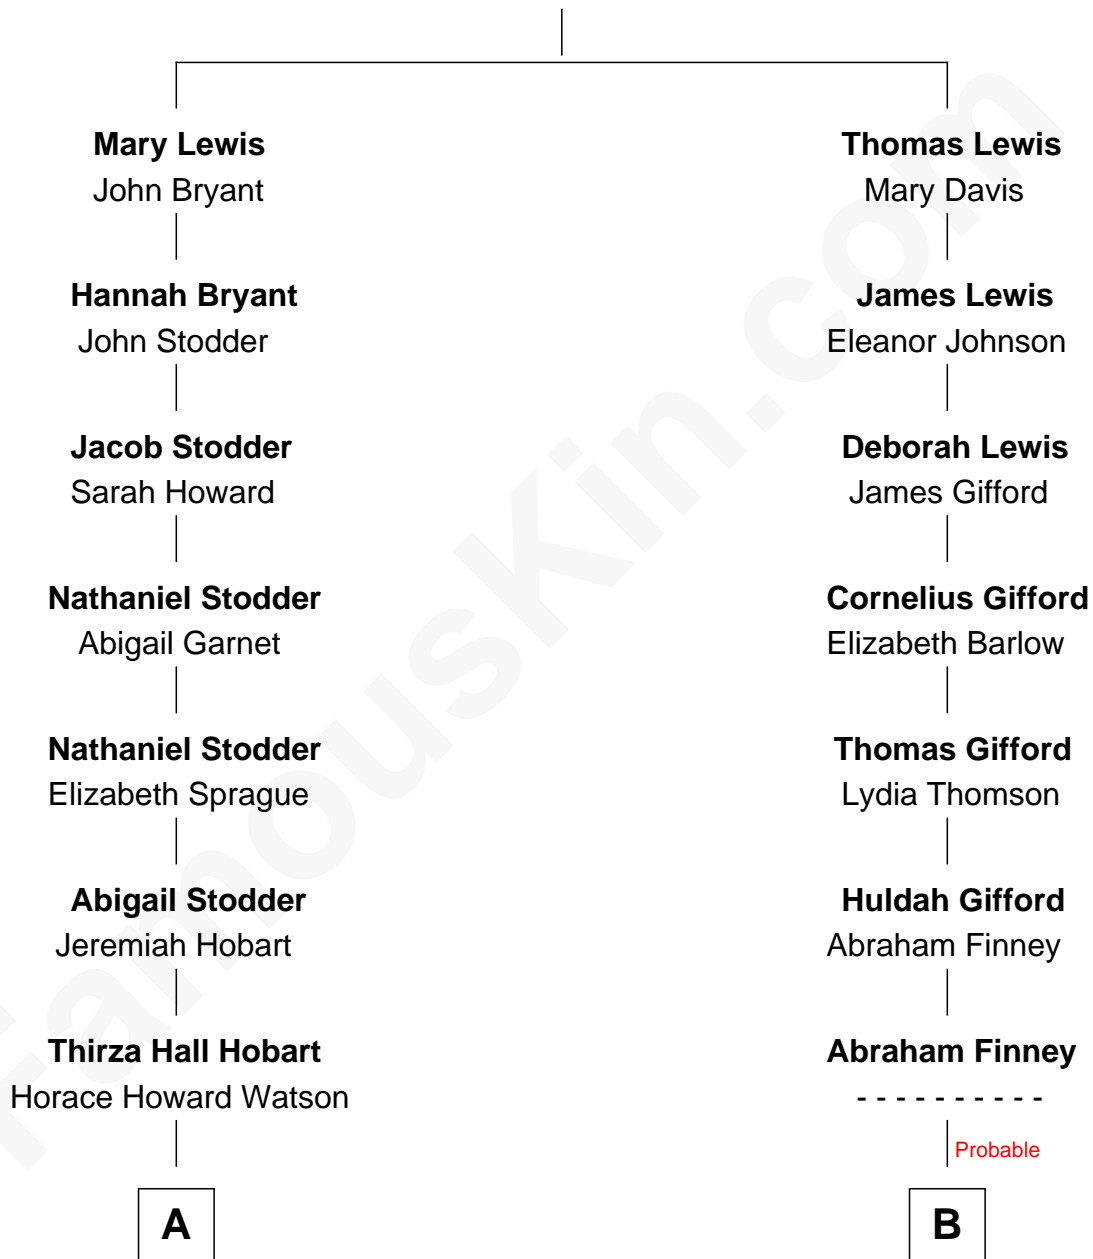 Mary Lewis
John Bryant
Hannah Bryant
John Stodder
Jacob Stodder
Sarah Howard
Nathaniel Stodder
Abigail Garnet
Nathaniel Stodder
Elizabeth Sprague
Abigail Stodder
Jeremiah Hobart
Thirza Hall Hobart
Horace Howard Watson
A
Thomas Lewis
Mary Davis
James Lewis
Eleanor Johnson
Deborah Lewis
James Gifford
Cornelius Gifford
Elizabeth Barlow
Thomas Gifford
Lydia Thomson
Huldah Gifford
Abraham Finney
Abraham Finney
- - - - - - - - - -
Probable
B
FamousKin.com